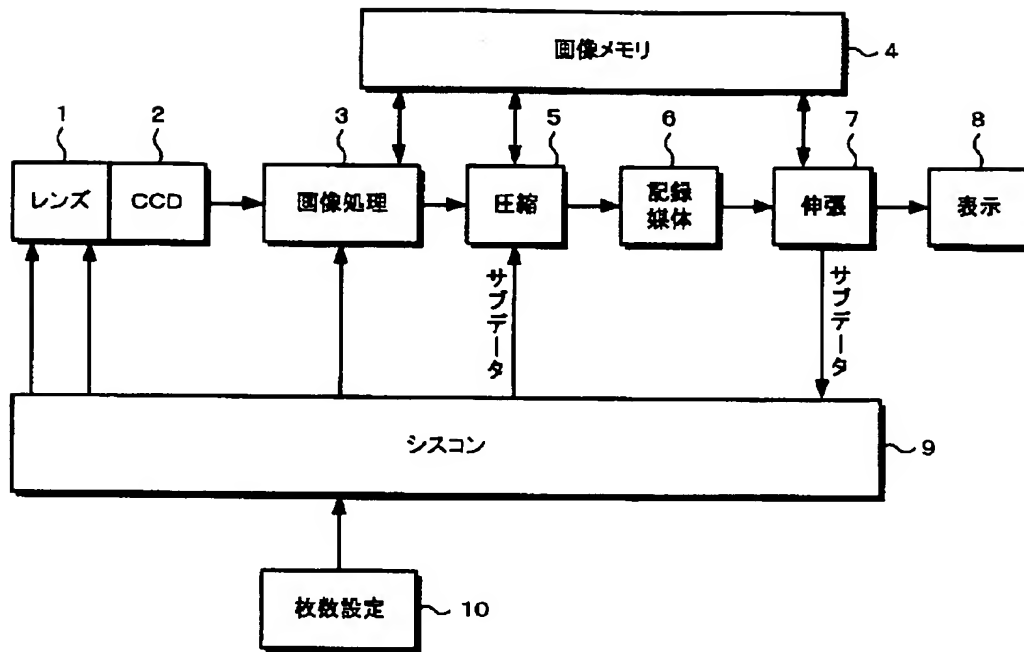 画像メモリ
4
1
2
3
5
6
7
8
レンズ
CCD
画像処理
圧縮
記録
媒体
伸張
表示
サブデータ
サブデータ
シスコン
9
枚数設定
10